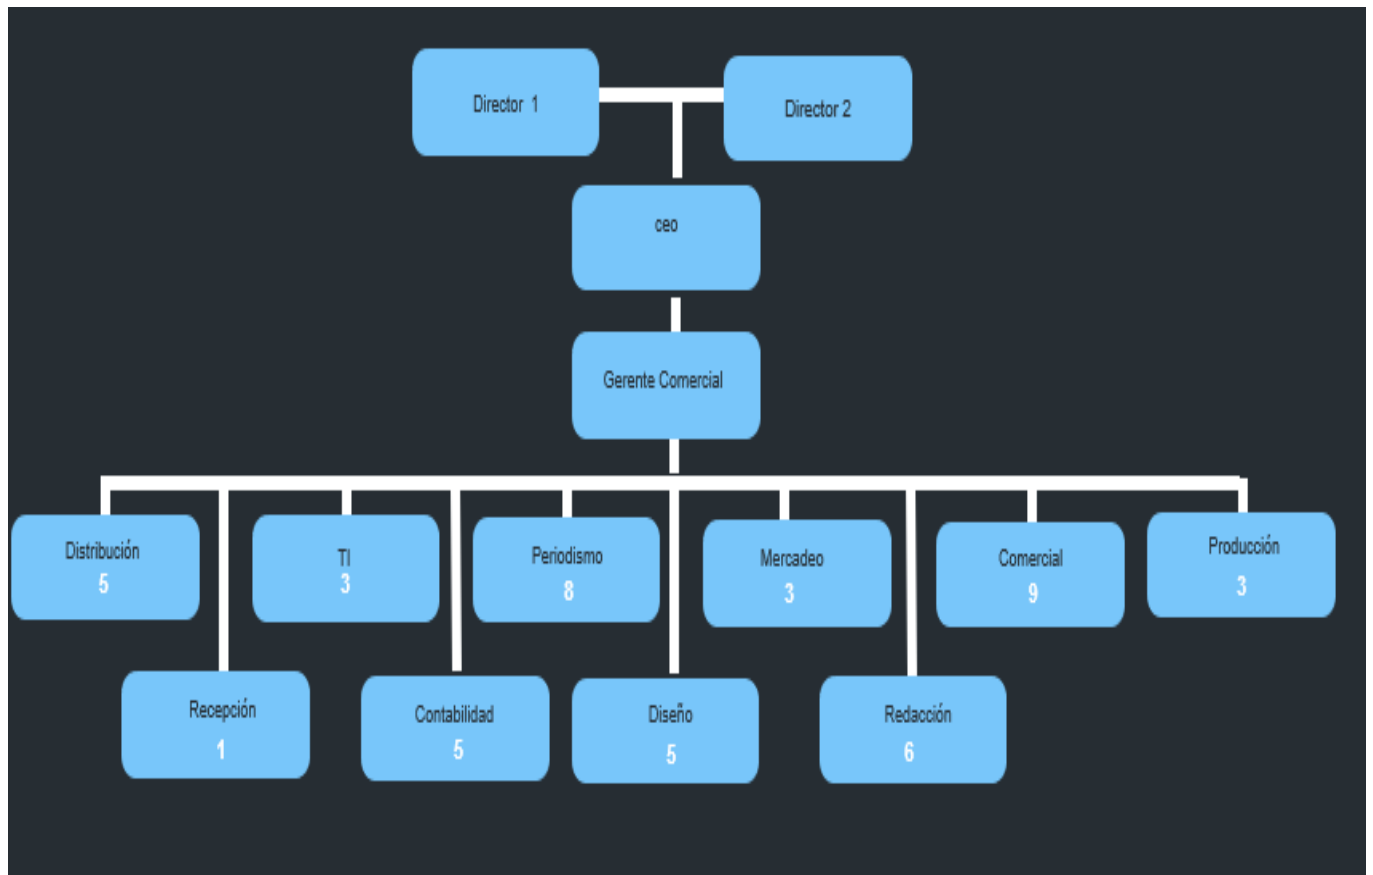 Director 1
Director 2
ceo
Gerente Comercial
Distribución
5
TI
3
Periodismo
8
Mercadeo
3
Comercial
9
Producción
3
Recepción
1
Contabilidad
5
Diseño
5
Redacción
6